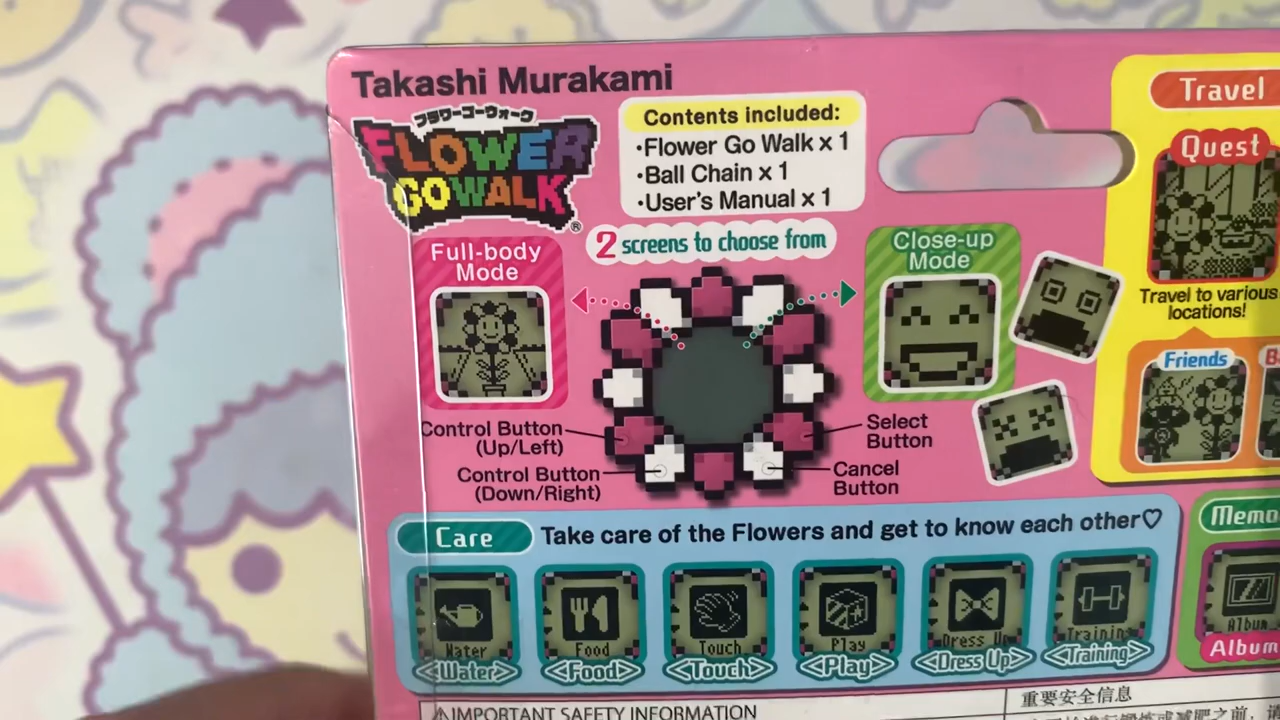 Takashi Murakami
フラワーゴーウォーク
FLOWER
GO WALK®
Contents included:
・Flower Go Walk x 1
・Ball Chain x 1
・User's Manual x 1
2 screens to choose from
Full-body
Mode
Close-up
Mode
Control Button
(Up/Left)
Control Button
(Down/Right)
Select
Button
Cancel
Button
Travel
Quest
Travel to various
locations!
Friends
Care
Take care of the Flowers and get to know each other♡
Water
<Water>
Food
<Food>
Touch
<Touch>
Play
<Play>
Dress Up
<Dress Up>
Training
<Training>
Memo
Album
Album
⚠IMPORTANT SAFETY INFORMATION
重要安全信息